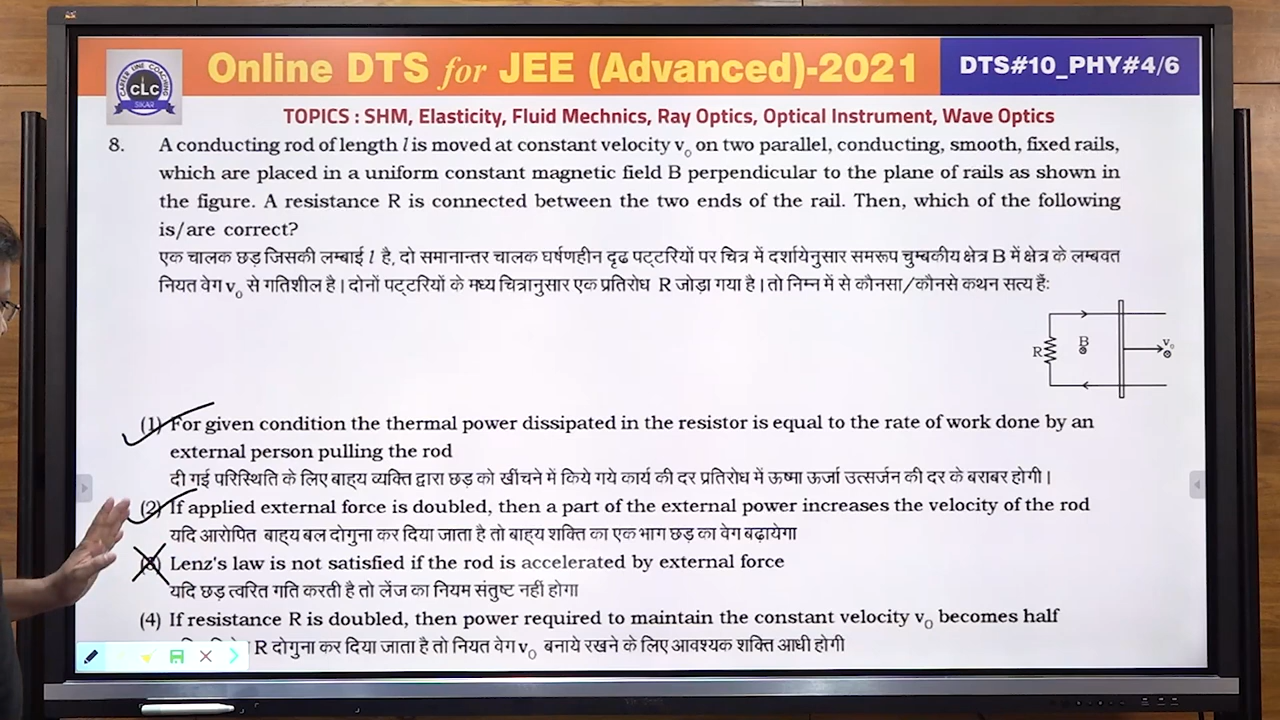 CAREER LINE COACHING
CLC
SIKAR
Online DTS for JEE (Advanced)-2021
DTS#10_PHY#4/6
TOPICS : SHM, Elasticity, Fluid Mechnics, Ray Optics, Optical Instrument, Wave Optics
8. A conducting rod of length l is moved at constant velocity v₀ on two parallel, conducting, smooth, fixed rails,
which are placed in a uniform constant magnetic field B perpendicular to the plane of rails as shown in
the figure. A resistance R is connected between the two ends of the rail. Then, which of the following
is/are correct?
एक चालक छड़ जिसकी लम्बाई l है, दो समानान्तर चालक घर्षणहीन दृढ पट्टरियों पर चित्र में दर्शायेनुसार समरूप चुम्बकीय क्षेत्र B में क्षेत्र के लम्बवत
नियत वेग v₀ से गतिशील है। दोनों पट्टरियों के मध्य चित्रानुसार एक प्रतिरोध R जोड़ा गया है। तो निम्न में से कौनसा/कौनसे कथन सत्य हैं:
R
B
v₀
(1) For given condition the thermal power dissipated in the resistor is equal to the rate of work done by an
external person pulling the rod
दी गई परिस्थिति के लिए बाह्य व्यक्ति द्वारा छड़ को खींचने में किये गये कार्य की दर प्रतिरोध में ऊष्मा ऊर्जा उत्सर्जन की दर के बराबर होगी।
(2) If applied external force is doubled, then a part of the external power increases the velocity of the rod
यदि आरोपित बाह्य बल दोगुना कर दिया जाता है तो बाह्य शक्ति का एक भाग छड़ का वेग बढ़ायेगा
(3) Lenz's law is not satisfied if the rod is accelerated by external force
यदि छड़ त्वरित गति करती है तो लेंज का नियम संतुष्ट नहीं होगा
(4) If resistance R is doubled, then power required to maintain the constant velocity v₀ becomes half
R दोगुना कर दिया जाता है तो नियत वेग v₀ बनाये रखने के लिए आवश्यक शक्ति आधी होगी